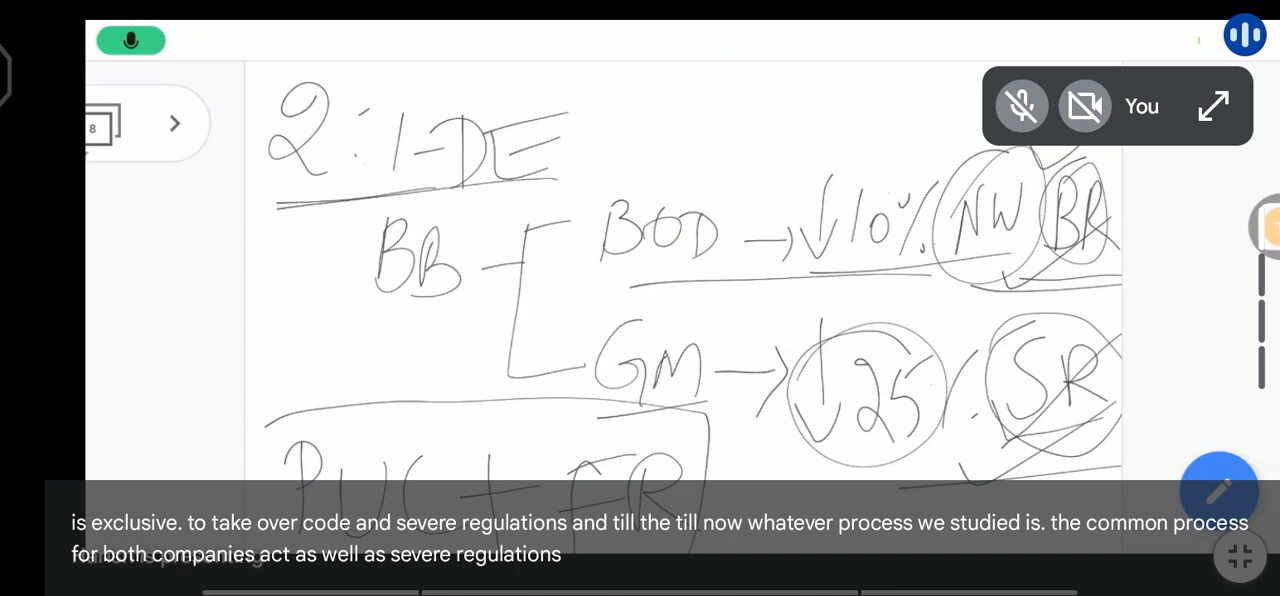 8
You
2:1-DE
BB - BOD → ↓10% NW BR
GM → ↓25% SR
PUC + FR
is exclusive. to take over code and severe regulations and till the till now whatever process we studied is. the common process
for both companies act as well as severe regulations